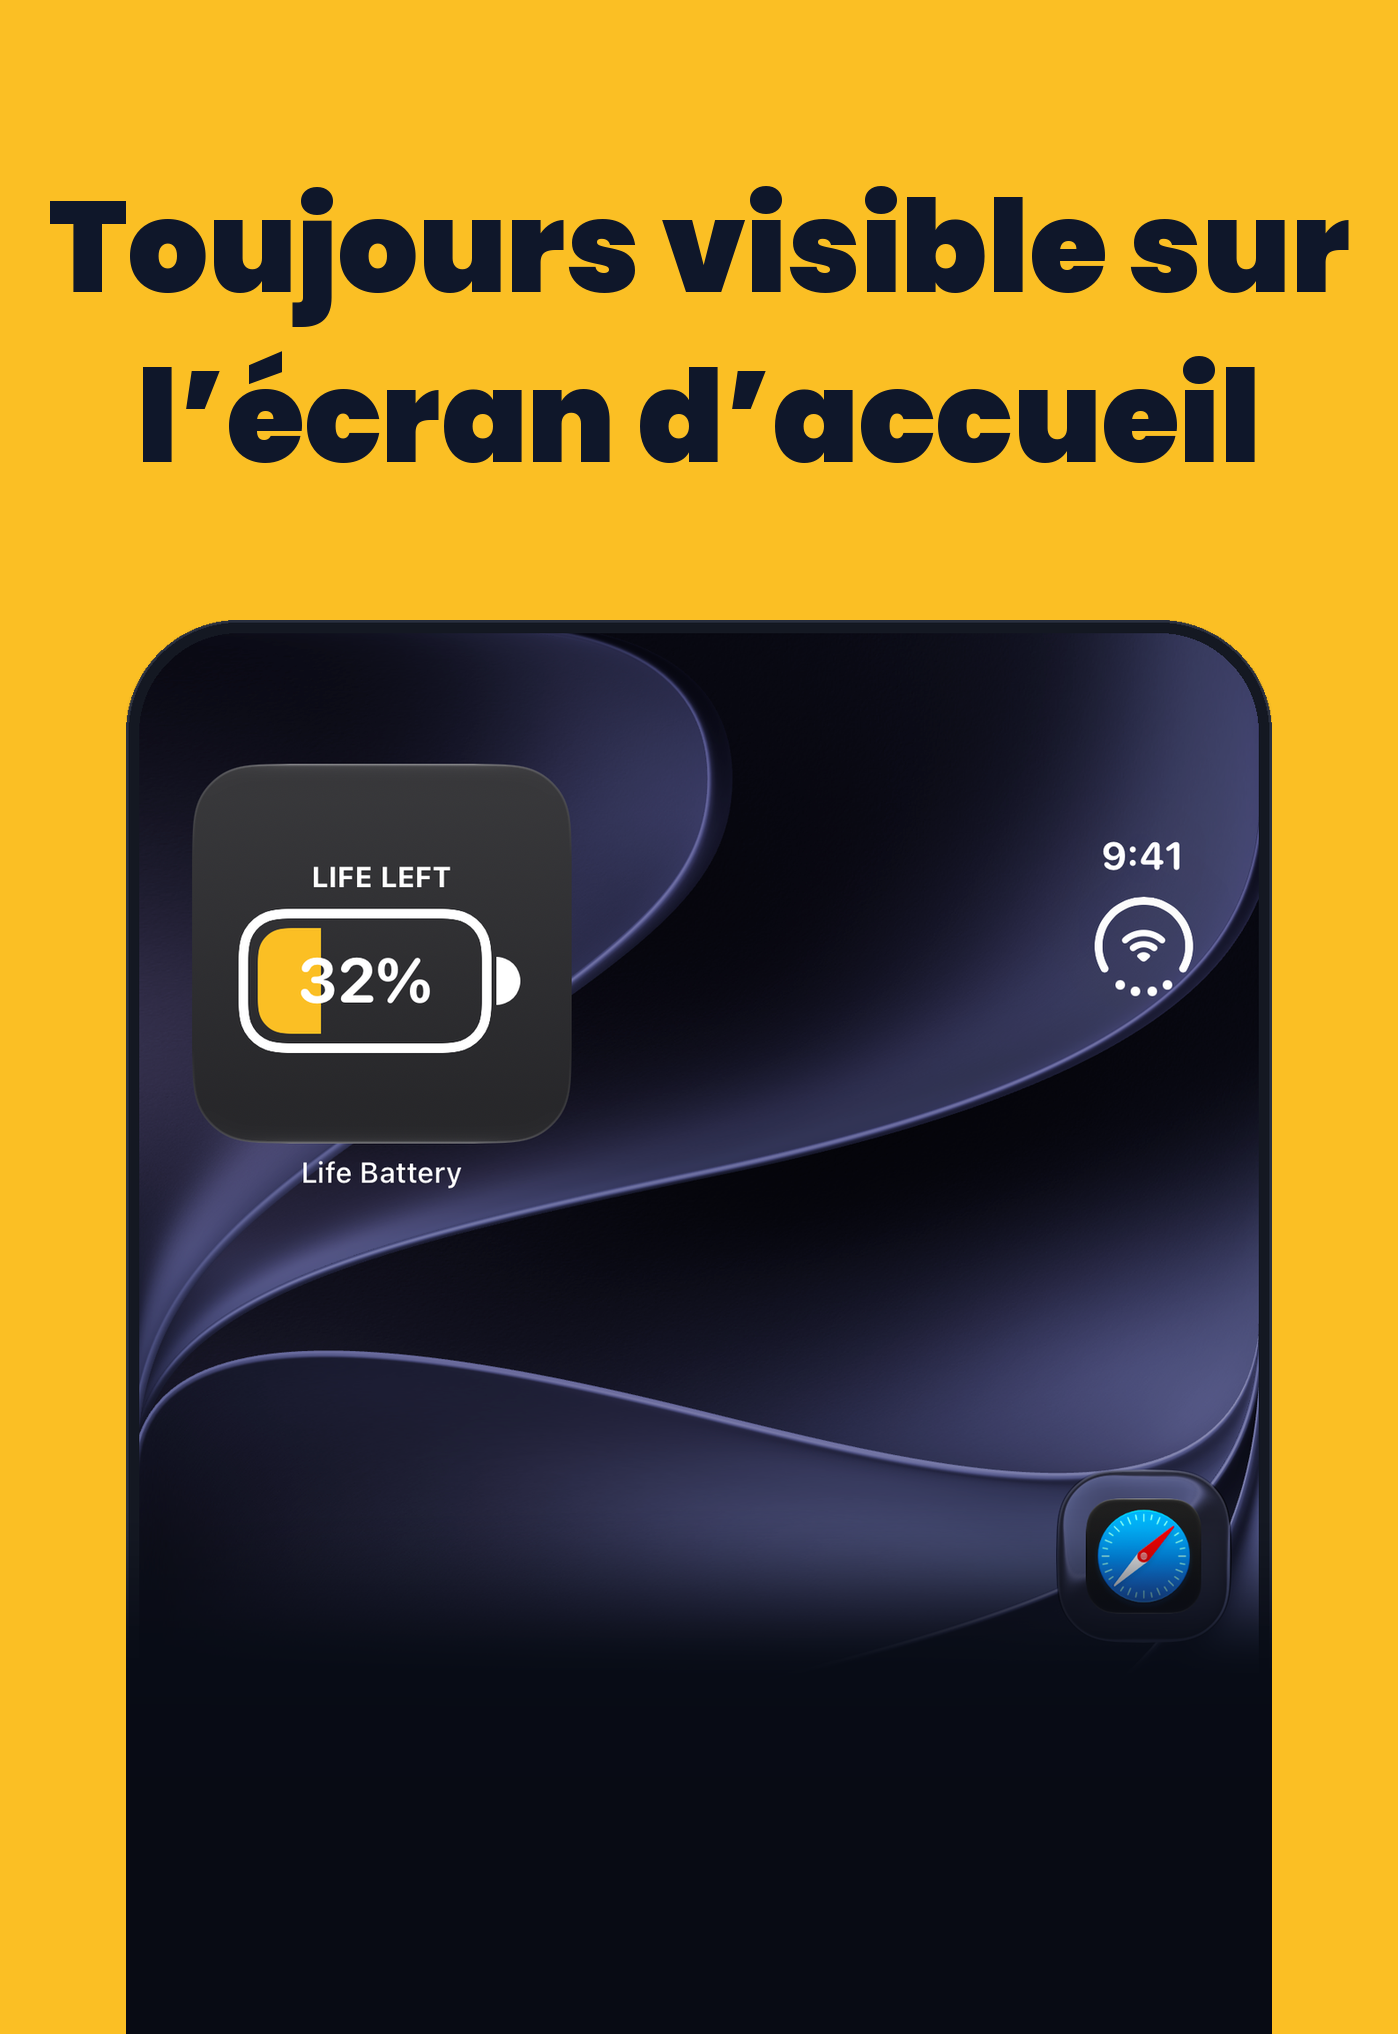 Toujours visible sur
l’écran d’accueil
LIFE LEFT
32%
Life Battery
9:41